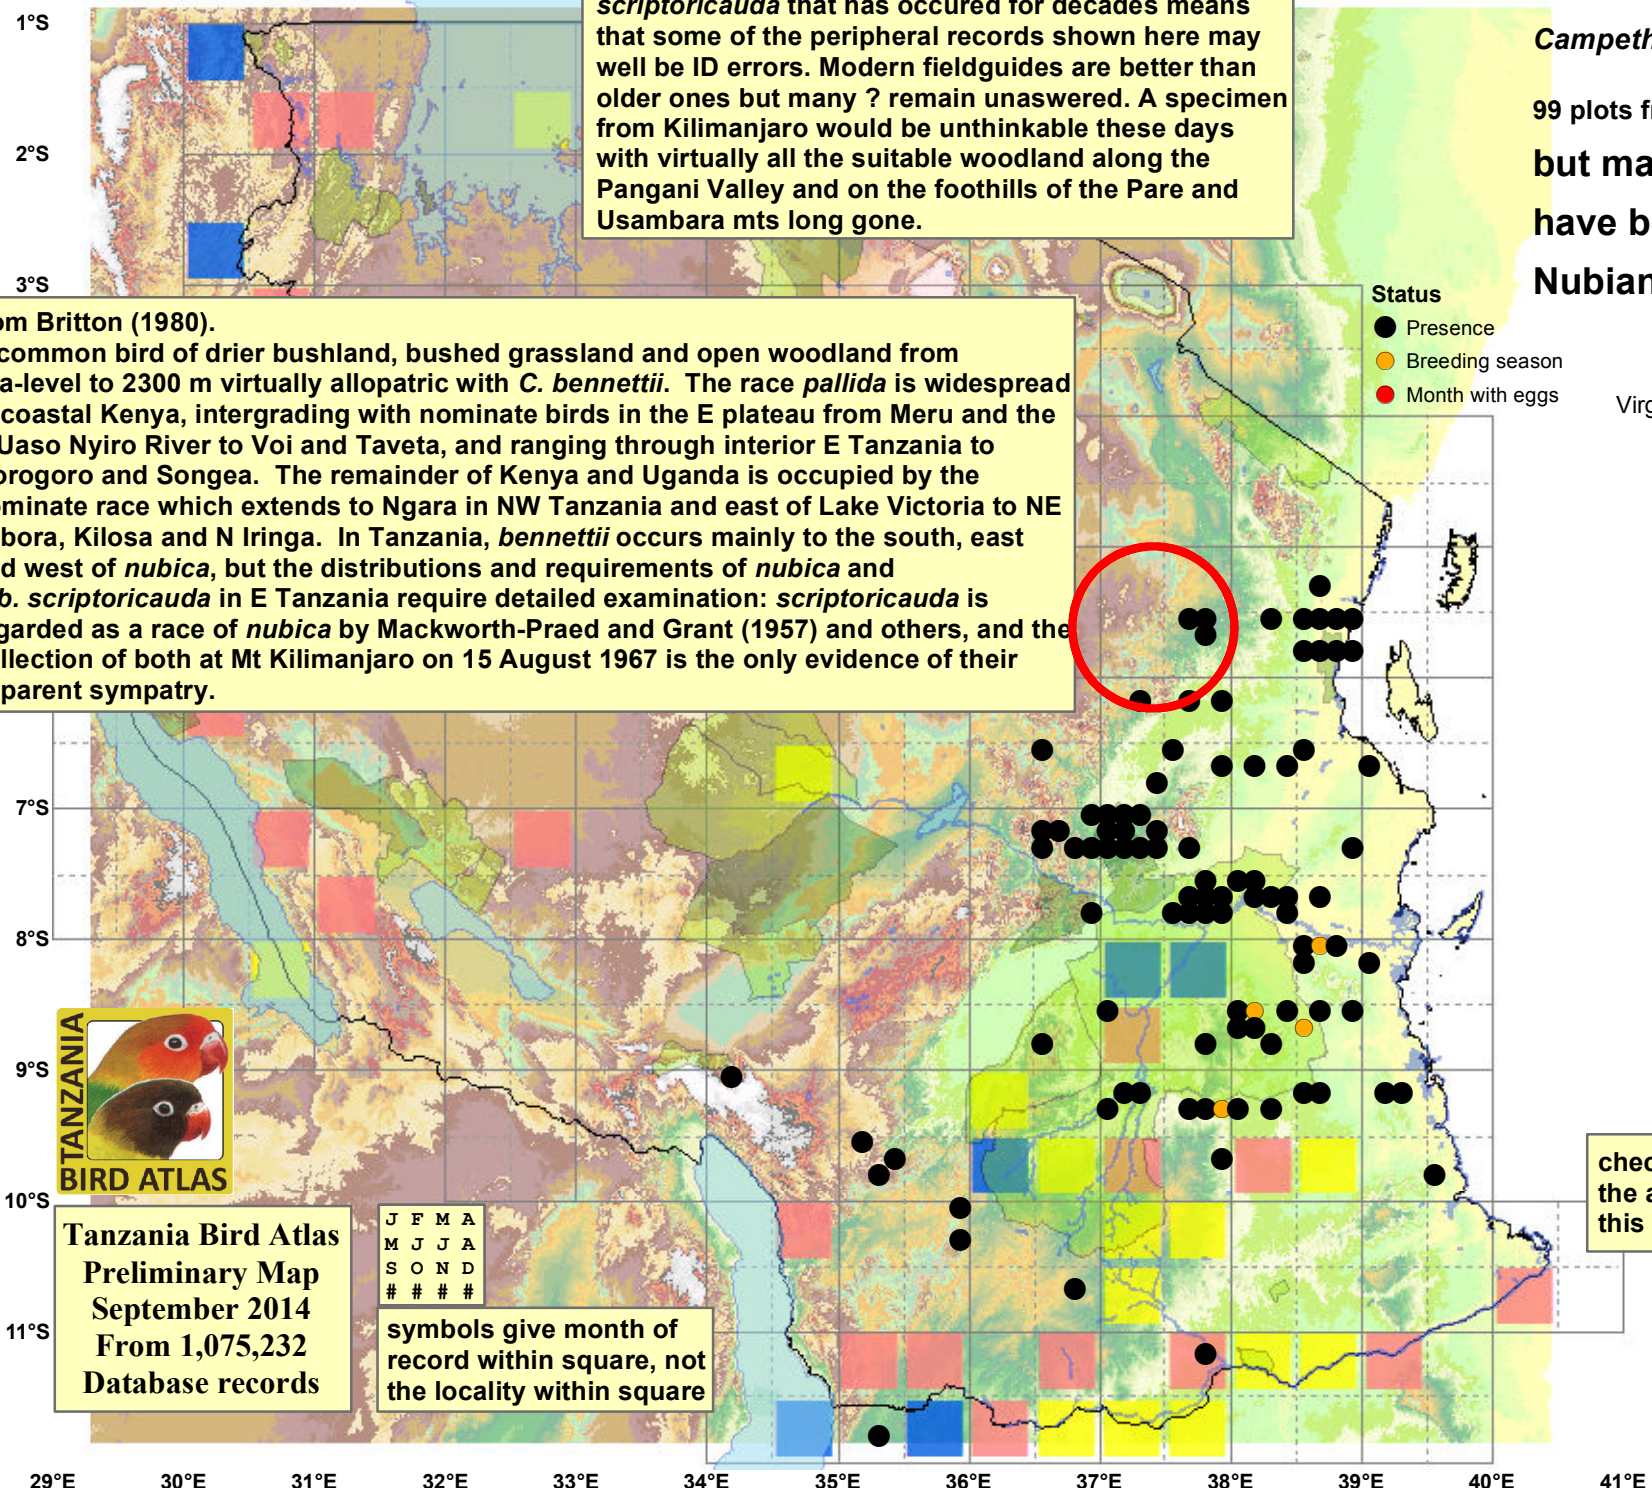 scriptoricauda that has occured for decades means
that some of the peripheral records shown here may
well be ID errors. Modern fieldguides are better than
older ones but many ? remain unaswered. A specimen
from Kilimanjaro would be unthinkable these days
with virtually all the suitable woodland along the
Pangani Valley and on the foothills of the Pare and
Usambara mts long gone.
Campeth
99 plots f
but ma
have b
Nubian
Status
Presence
Breeding season
Month with eggs
Virg
om Britton (1980).
common bird of drier bushland, bushed grassland and open woodland from
a-level to 2300 m virtually allopatric with C. bennettii. The race pallida is widespread
coastal Kenya, intergrading with nominate birds in the E plateau from Meru and the
Uaso Nyiro River to Voi and Taveta, and ranging through interior E Tanzania to
orogoro and Songea. The remainder of Kenya and Uganda is occupied by the
ominate race which extends to Ngara in NW Tanzania and east of Lake Victoria to NE
bora, Kilosa and N Iringa. In Tanzania, bennettii occurs mainly to the south, east
d west of nubica, but the distributions and requirements of nubica and
b. scriptoricauda in E Tanzania require detailed examination: scriptoricauda is
garded as a race of nubica by Mackworth-Praed and Grant (1957) and others, and the
llection of both at Mt Kilimanjaro on 15 August 1967 is the only evidence of their
parent sympatry.
1°S
2°S
3°S
7°S
8°S
9°S
10°S
11°S
TANZANIA
BIRD ATLAS
Tanzania Bird Atlas
Preliminary Map
September 2014
From 1,075,232
Database records
J F M A
M J J A
S O N D
# # # #
symbols give month of
record within square, not
the locality within square
chec
the a
this
29°E 30°E 31°E 32°E 33°E 34°E 35°E 36°E 37°E 38°E 39°E 40°E 41°E